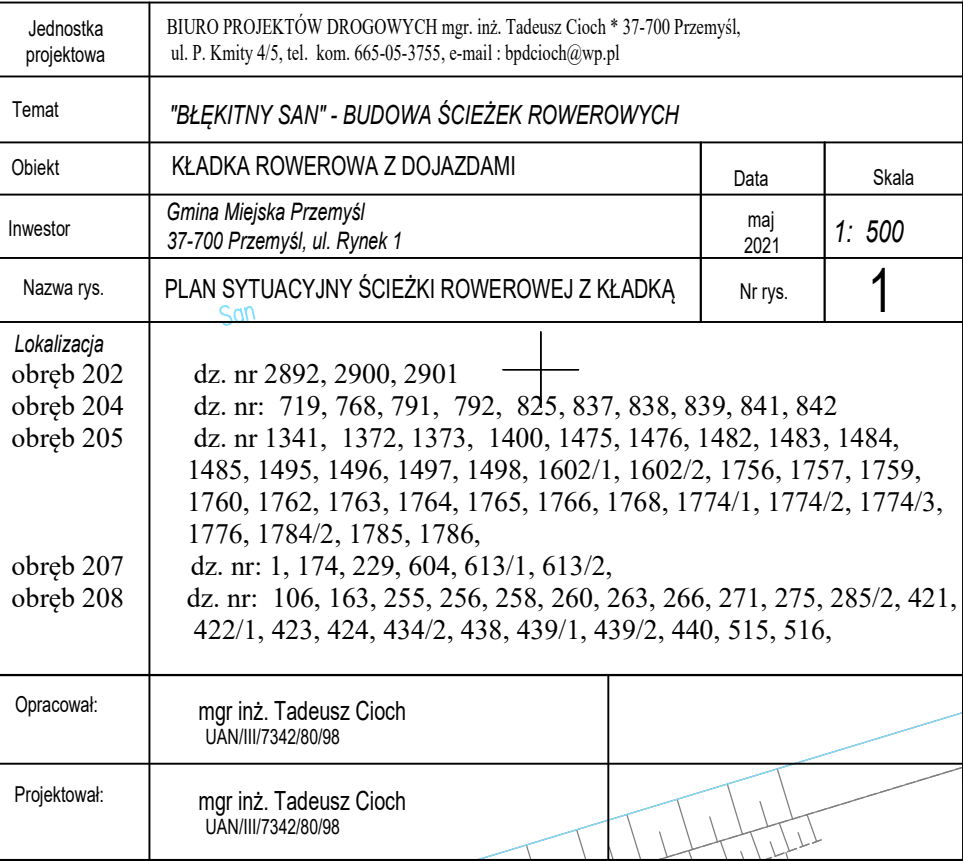 Jednostka projektowa
BIURO PROJEKTÓW DROGOWYCH mgr. inż. Tadeusz Cioch * 37-700 Przemyśl,
ul. P. Kmity 4/5, tel. kom. 665-05-3755, e-mail : bpdcioch@wp.pl
Temat
"BŁĘKITNY SAN" - BUDOWA ŚCIEŻEK ROWEROWYCH
Obiekt
KŁADKA ROWEROWA Z DOJAZDAMI
Data
Skala
Inwestor
Gmina Miejska Przemyśl
37-700 Przemyśl, ul. Rynek 1
maj
2021
1: 500
Nazwa rys.
PLAN SYTUACYJNY ŚCIEŻKI ROWEROWEJ Z KŁADKĄ
Nr rys.
1
San
Lokalizacja
obręb 202 dz. nr 2892, 2900, 2901
obręb 204 dz. nr: 719, 768, 791, 792, 825, 837, 838, 839, 841, 842
obręb 205 dz. nr 1341, 1372, 1373, 1400, 1475, 1476, 1482, 1483, 1484,
1485, 1495, 1496, 1497, 1498, 1602/1, 1602/2, 1756, 1757, 1759,
1760, 1762, 1763, 1764, 1765, 1766, 1768, 1774/1, 1774/2, 1774/3,
1776, 1784/2, 1785, 1786,
obręb 207 dz. nr: 1, 174, 229, 604, 613/1, 613/2,
obręb 208 dz. nr: 106, 163, 255, 256, 258, 260, 263, 266, 271, 275, 285/2, 421,
422/1, 423, 424, 434/2, 438, 439/1, 439/2, 440, 515, 516,
Opracował:
mgr inż. Tadeusz Cioch
UAN/III/7342/80/98
Projektował:
mgr inż. Tadeusz Cioch
UAN/III/7342/80/98